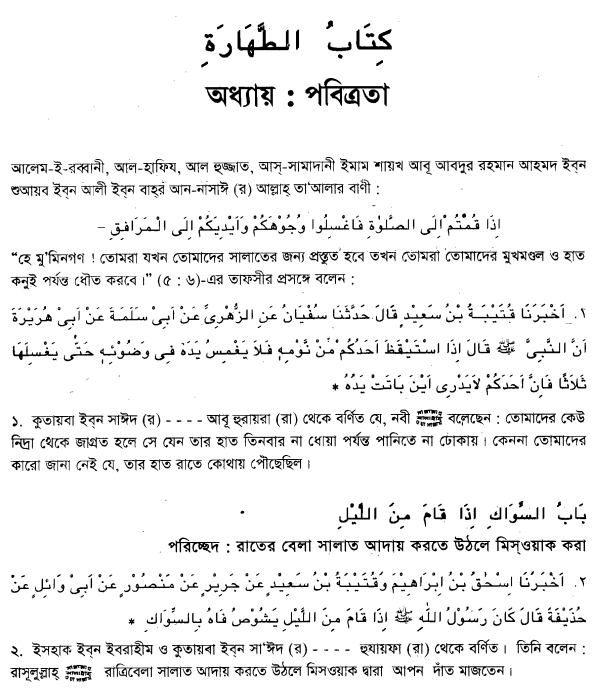 كِتَابُ الطَّهَارَةِ
অধ্যায় : পবিত্রতা
আলেম-ই-রব্বানী, আল-হাফিয, আল হুজ্জাত, আস্-সামাদানী ইমাম শায়খ আবূ আবদুর রহমান আহমদ ইব্‌ন
শুআয়ব ইব্‌ন আলী ইব্‌ন বাহ্‌র আন-নাসাঈ (র) আল্লাহ্ তা'আলার বাণী :
اِذَا قُمْتُمْ اِلَى الصَّلٰوةِ فَاغْسِلُوْا وُجُوْهَكُمْ وَاَيْدِيَكُمْ اِلَى الْمَرَافِقِ –
“হে মু’মিনগণ ! তোমরা যখন তোমাদের সালাতের জন্য প্রস্তুত হবে তখন তোমরা তোমাদের মুখমণ্ডল ও হাত
কনুই পর্যন্ত ধৌত করবে।” (৫ : ৬)-এর তাফসীর প্রসঙ্গে বলেন :
١. اَخْبَرَنَا قُتَيْبَةُ بْنُ سَعِيْدٍ قَالَ حَدَّثَنَا سُفْيَانُ عَنِ الزُّهْرِىِّ عَنْ اَبِىْ سَلَمَةَ عَنْ اَبِىْ هُرَيْرَةَ
اَنَّ النَّبِىَّ ﷺ قَالَ اِذَا اسْتَيْقَظَ اَحَدُكُمْ مِّنْ نَّوْمِهٖ فَلَا يَغْمِسْ يَدَهُ فِى وَضُوْئِهِ حَتّٰى يَغْسِلَهَا
ثَلَاثًا فَاِنَّ اَحَدَكُمْ لَايَدْرِى اَيْنَ بَاتَتْ يَدُهُ *
১. কুতায়বা ইব্‌ন সাঈদ (র) - - - - আবূ হুরায়রা (রা) থেকে বর্ণিত যে, নবী ﷺ বলেছেন : তোমাদের কেউ
নিদ্রা থেকে জাগ্রত হলে সে যেন তার হাত তিনবার না ধোয়া পর্যন্ত পানিতে না ঢোকায়। কেননা তোমাদের
কারো জানা নেই যে, তার হাত রাতে কোথায় পৌঁছেছিল।
بَابُ السِّوَاكِ اِذَا قَامَ مِنَ اللَّيْلِ
পরিচ্ছেদ : রাতের বেলা সালাত আদায় করতে উঠলে মিস্‌ওয়াক করা
٢. اَخْبَرَنَا اِسْحٰقُ بْنُ اِبْرَاهِيْمَ وَقُتَيْبَةُ بْنُ سَعِيْدٍ عَنْ جَرِيْرٍ عَنْ مَنْصُوْرٍ عَنْ اَبِىْ وَائِلٍ عَنْ
حُذَيْفَةَ قَالَ كَانَ رَسُوْلُ اللّٰهِ ﷺ اِذَا قَامَ مِنَ اللَّيْلِ يَشُوْصُ فَاهُ بِالسِّوَاكِ *
২. ইসহাক ইব্‌ন ইবরাহীম ও কুতায়বা ইব্‌ন সা'ঈদ (র) - - - - হুযায়ফা (রা) থেকে বর্ণিত। তিনি বলেন :
রাসূলুল্লাহ্ ﷺ রাত্রিবেলা সালাত আদায় করতে উঠলে মিসওয়াক দ্বারা আপন দাঁত মাজতেন।